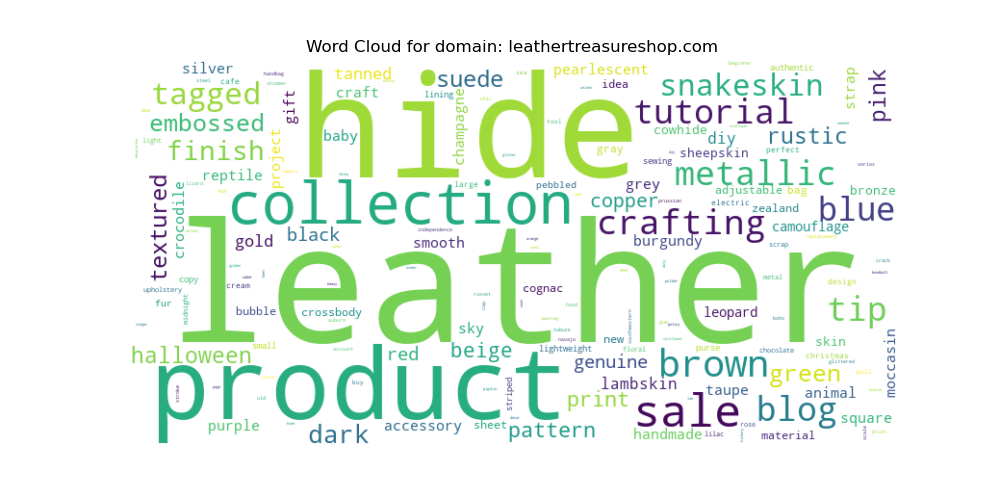 Word Cloud for domain: leathertreasureshop.com
silver
cafe
tanned
suede
pearlescent
authentic
tagged
gift
craft
lining
idea
snakeskin
strap
pink
embossed
hide
champagne
tutorial
light
finish
project
baby
tool
cowhide
diy
rustic
gray
sheepskin
perfect
sewing
reptile
large
pebbled
grey
metallic
adjustable
bag
bronze
textured
crocodile
collection
copper
electric
zealand
blue
crafting
camouflage
gold
black
independence
smooth
burgundy
scrap
leather
copy
cream
cognac
metal
design
upholstery
fur
midnight
bubble
crossbody
leopard
tip
sky
new
skin
halloween
small
red
beige
lightweight
floral
purse
chocolate
christmas
genuine
brown
green
moccasin
product
buy
striped
lambskin
taupe
animal
print
sale
blog
square
purple
dark
accessory
sheet
pattern
handmade
lilac
rose
material